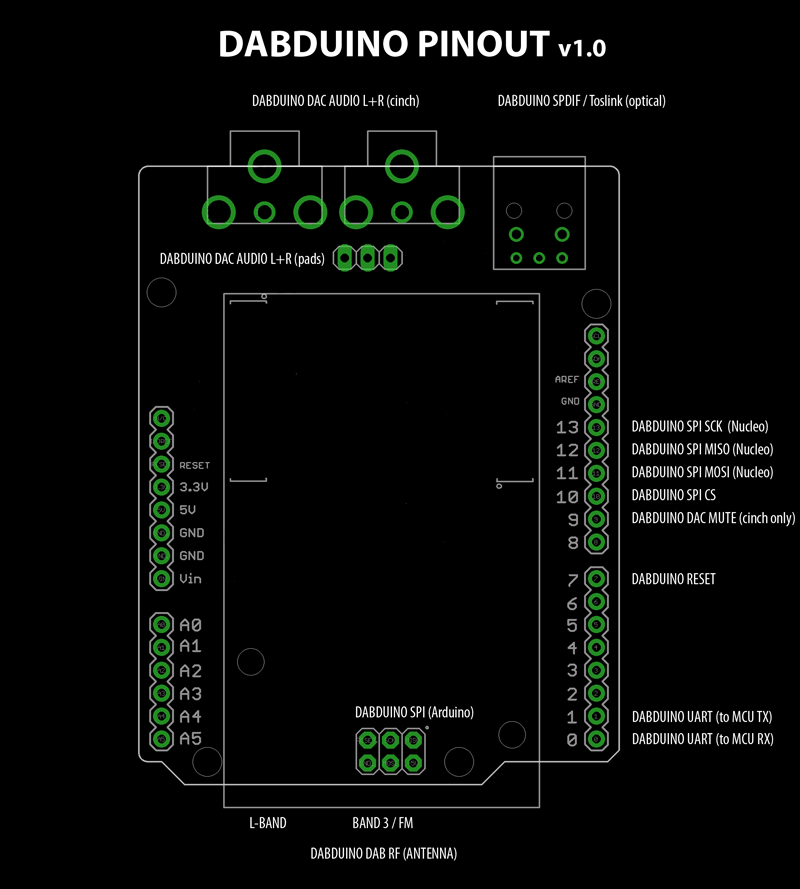 DABDUINO PINOUT v1.0
DABDUINO DAC AUDIO L+R (cinch)
DABDUINO SPDIF / Toslink (optical)
DABDUINO DAC AUDIO L+R (pads)
AREF
GND
13 DABDUINO SPI SCK (Nucleo)
12 DABDUINO SPI MISO (Nucleo)
11 DABDUINO SPI MOSI (Nucleo)
10 DABDUINO SPI CS
9 DABDUINO DAC MUTE (cinch only)
8
RESET
3.3V
5V
GND
GND
Vin
7 DABDUINO RESET
6
5
4
3
2
1 DABDUINO UART (to MCU TX)
0 DABDUINO UART (to MCU RX)
A0
A1
A2
A3
A4
A5
DABDUINO SPI (Arduino)
L-BAND
BAND 3 / FM
DABDUINO DAB RF (ANTENNA)